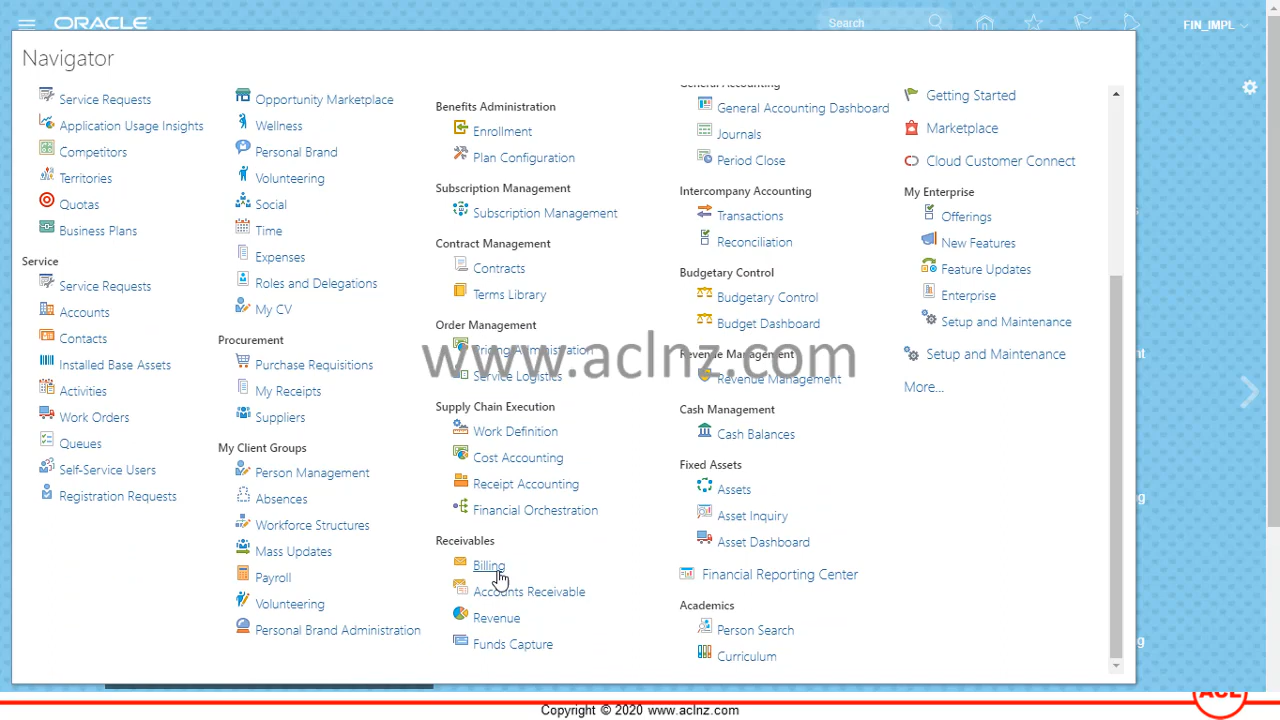 ORACLE
Search
FIN_IMPL
Navigator
Service Requests
Application Usage Insights
Competitors
Territories
Quotas
Business Plans
Service
Service Requests
Accounts
Contacts
Installed Base Assets
Activities
Work Orders
Queues
Self-Service Users
Registration Requests
Opportunity Marketplace
Wellness
Personal Brand
Volunteering
Social
Time
Expenses
Roles and Delegations
My CV
Procurement
Purchase Requisitions
My Receipts
Suppliers
My Client Groups
Person Management
Absences
Workforce Structures
Mass Updates
Payroll
Volunteering
Personal Brand Administration
Benefits Administration
Enrollment
Plan Configuration
Subscription Management
Subscription Management
Contract Management
Contracts
Terms Library
Order Management
Pricing Administration
Service Logistics
Supply Chain Execution
Work Definition
Cost Accounting
Receipt Accounting
Financial Orchestration
Receivables
Billing
Accounts Receivable
Revenue
Funds Capture
General Accounting
General Accounting Dashboard
Journals
Period Close
Intercompany Accounting
Transactions
Reconciliation
Budgetary Control
Budgetary Control
Budget Dashboard
Revenue Management
Revenue Management
Cash Management
Cash Balances
Fixed Assets
Assets
Asset Inquiry
Asset Dashboard
Financial Reporting Center
Academics
Person Search
Curriculum
Getting Started
Marketplace
Cloud Customer Connect
My Enterprise
Offerings
New Features
Feature Updates
Enterprise
Setup and Maintenance
Setup and Maintenance
More...
www.aclnz.com
ACL
Copyright © 2020 www.aclnz.com